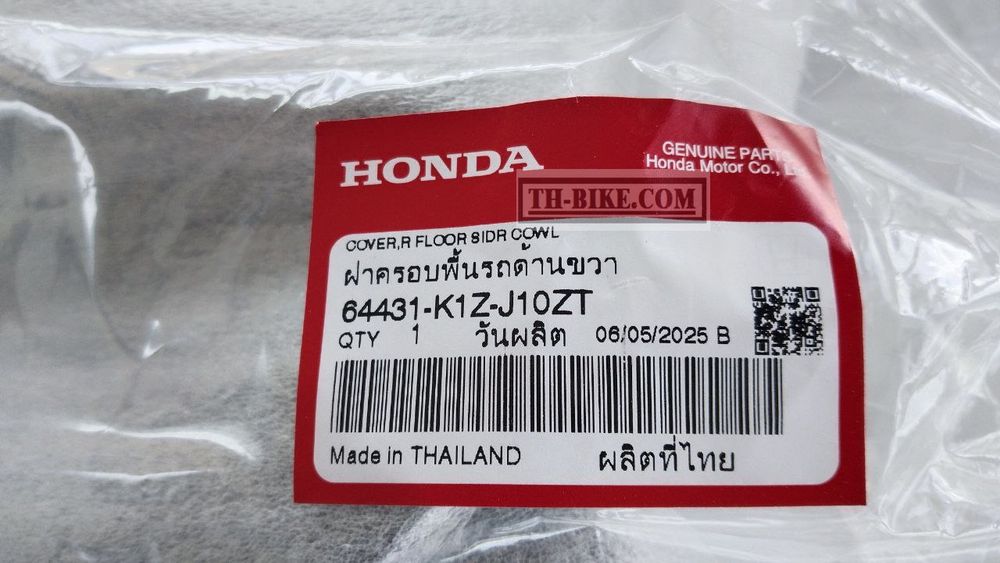 HONDA
GENUINE PARTS
Honda Motor Co.,
TH-BIKE.COM
COVER,R FLOOR SIDR COWL
ฝาครอบพื้นรถด้านขวา
64431-K1Z-J10ZT
QTY 1 วันผลิต 06/05/2025 B
Made in THAILAND ผลิตที่ไทย